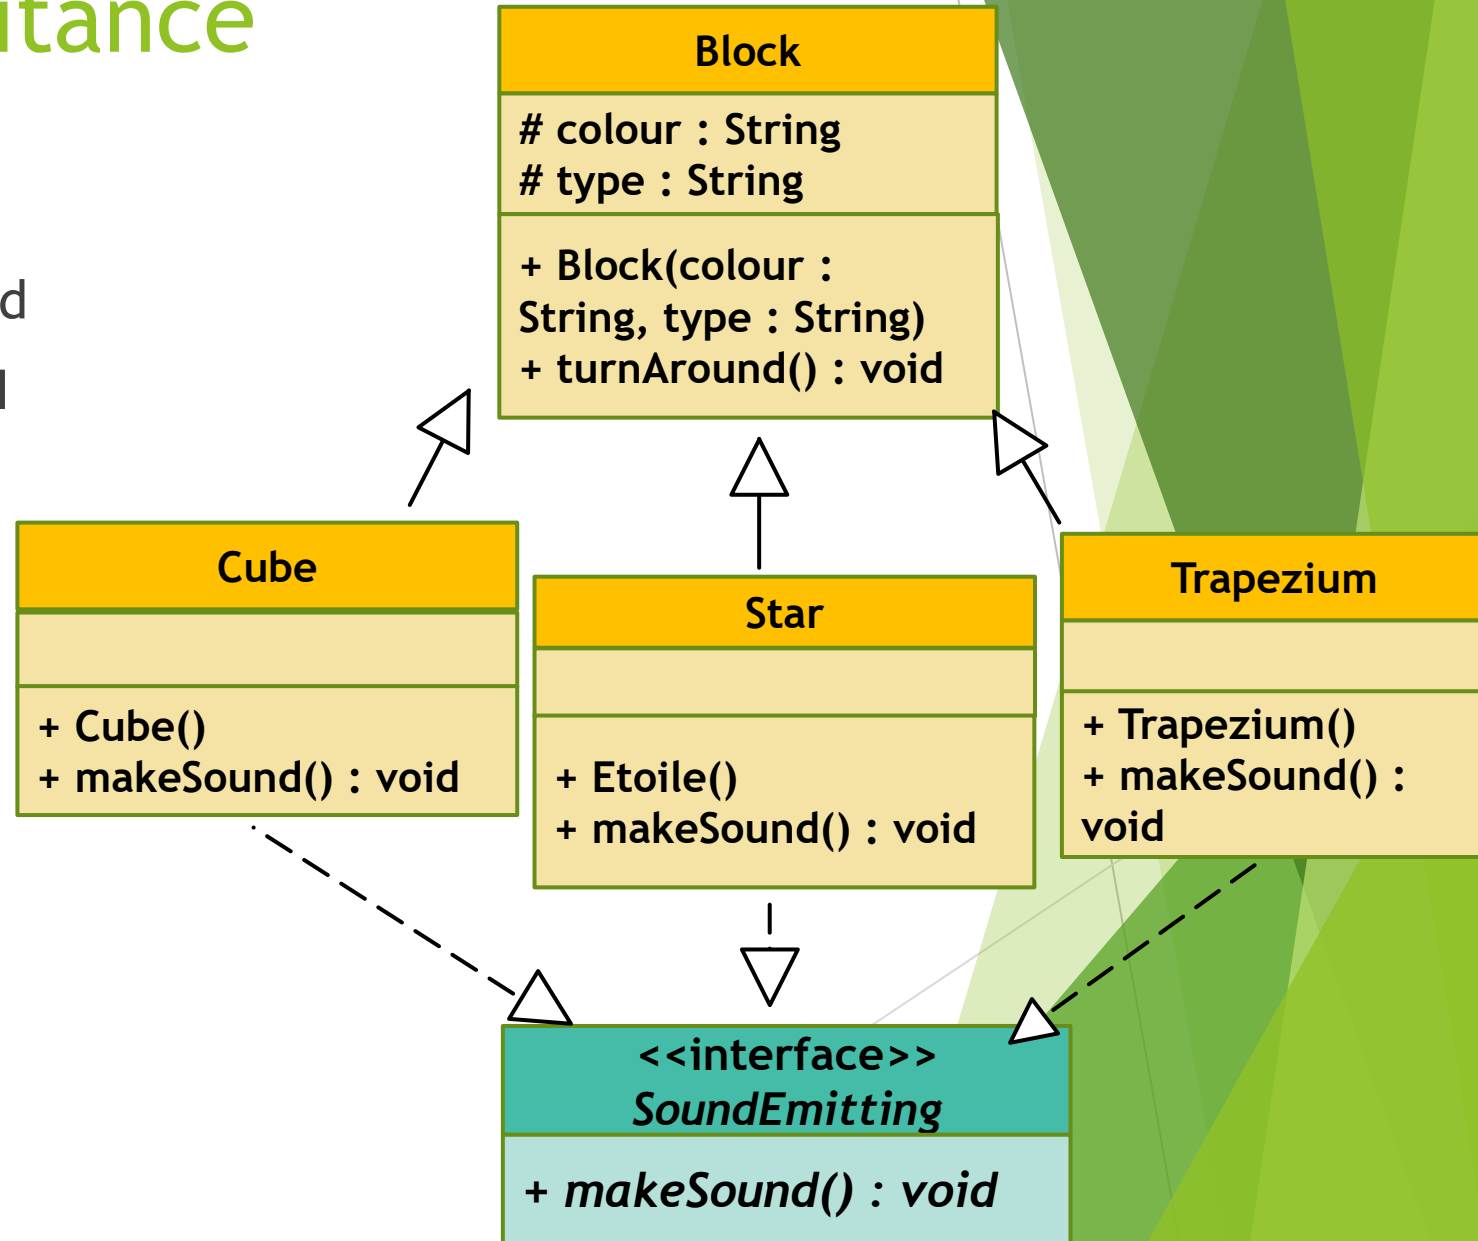 itance
d
Block
# colour : String
# type : String
+ Block(colour :
String, type : String)
+ turnAround() : void
Cube
+ Cube()
+ makeSound() : void
Star
+ Etoile()
+ makeSound() : void
Trapezium
+ Trapezium()
+ makeSound() :
void
<<interface>>
SoundEmitting
+ makeSound() : void